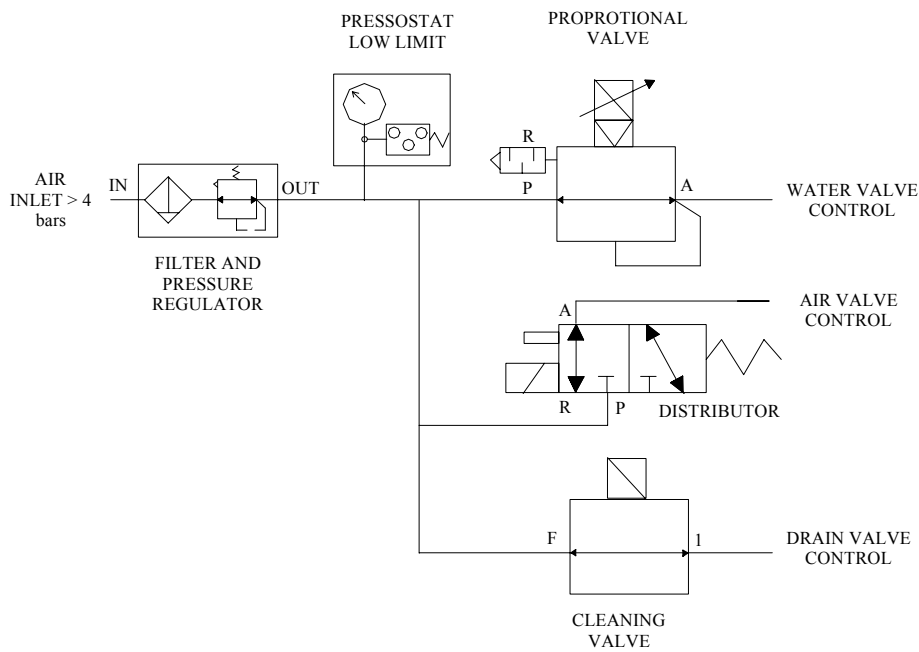 PRESSOSTAT
LOW LIMIT
PROPROTIONAL
VALVE
AIR
INLET > 4
bars
IN
OUT
FILTER AND
PRESSURE
REGULATOR
R
P
A
WATER VALVE
CONTROL
A
AIR VALVE
CONTROL
R
P
DISTRIBUTOR
F
1
DRAIN VALVE
CONTROL
CLEANING
VALVE